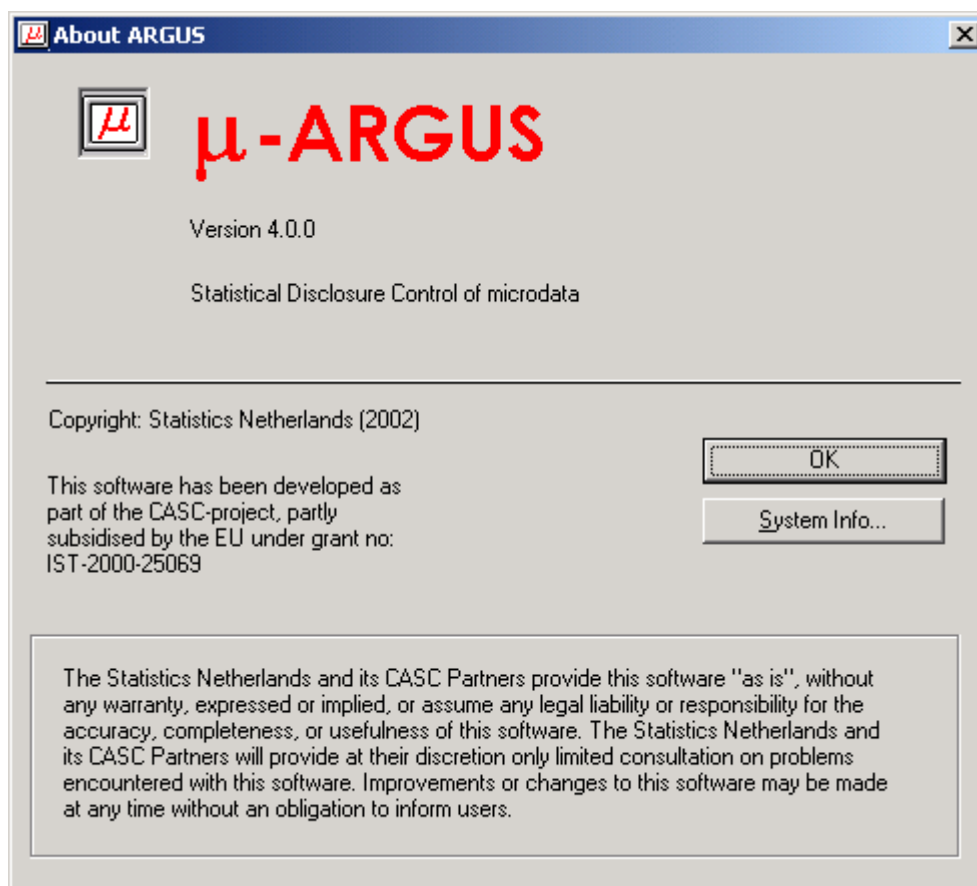 About ARGUS
μ
μ-ARGUS
Version 4.0.0
Statistical Disclosure Control of microdata
Copyright: Statistics Netherlands (2002)
OK
This software has been developed as
part of the CASC-project, partly
subsidised by the EU under grant no:
IST-2000-25069
System Info...
The Statistics Netherlands and its CASC Partners provide this software "as is", without
any warranty, expressed or implied, or assume any legal liability or responsibility for the
accuracy, completeness, or usefulness of this software. The Statistics Netherlands and
its CASC Partners will provide at their discretion only limited consultation on problems
encountered with this software. Improvements or changes to this software may be made
at any time without an obligation to inform users.